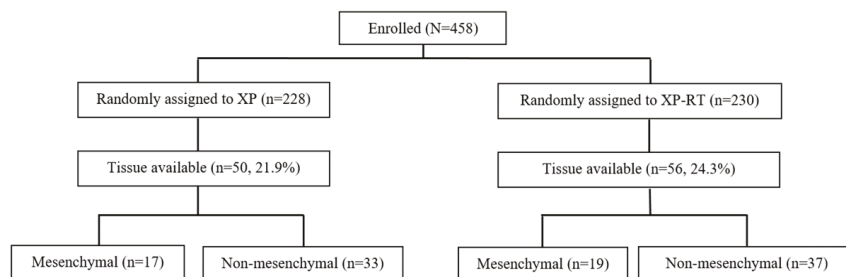 Enrolled (N=458)
Randomly assigned to XP (n=228)
Randomly assigned to XP-RT (n=230)
Tissue available (n=50, 21.9%)
Tissue available (n=56, 24.3%)
Mesenchymal (n=17)
Non-mesenchymal (n=33)
Mesenchymal (n=19)
Non-mesenchymal (n=37)